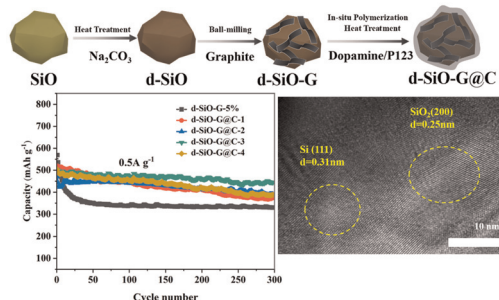 Heat Treatment
Na₂CO₃
Ball-milling
Graphite
In-situ Polymerization
Heat Treatment
Dopamine/P123
SiO
d-SiO
d-SiO-G
d-SiO-G@C
Capacity (mAh g⁻¹)
800
700
600
500
400
300
200
100
0
50
100
150
200
250
300
Cycle number
0.5A g⁻¹
d-SiO-G-5%
d-SiO-G@C-1
d-SiO-G@C-2
d-SiO-G@C-3
d-SiO-G@C-4
SiO₂(200)
d=0.25nm
Si (111)
d=0.31nm
10 nm